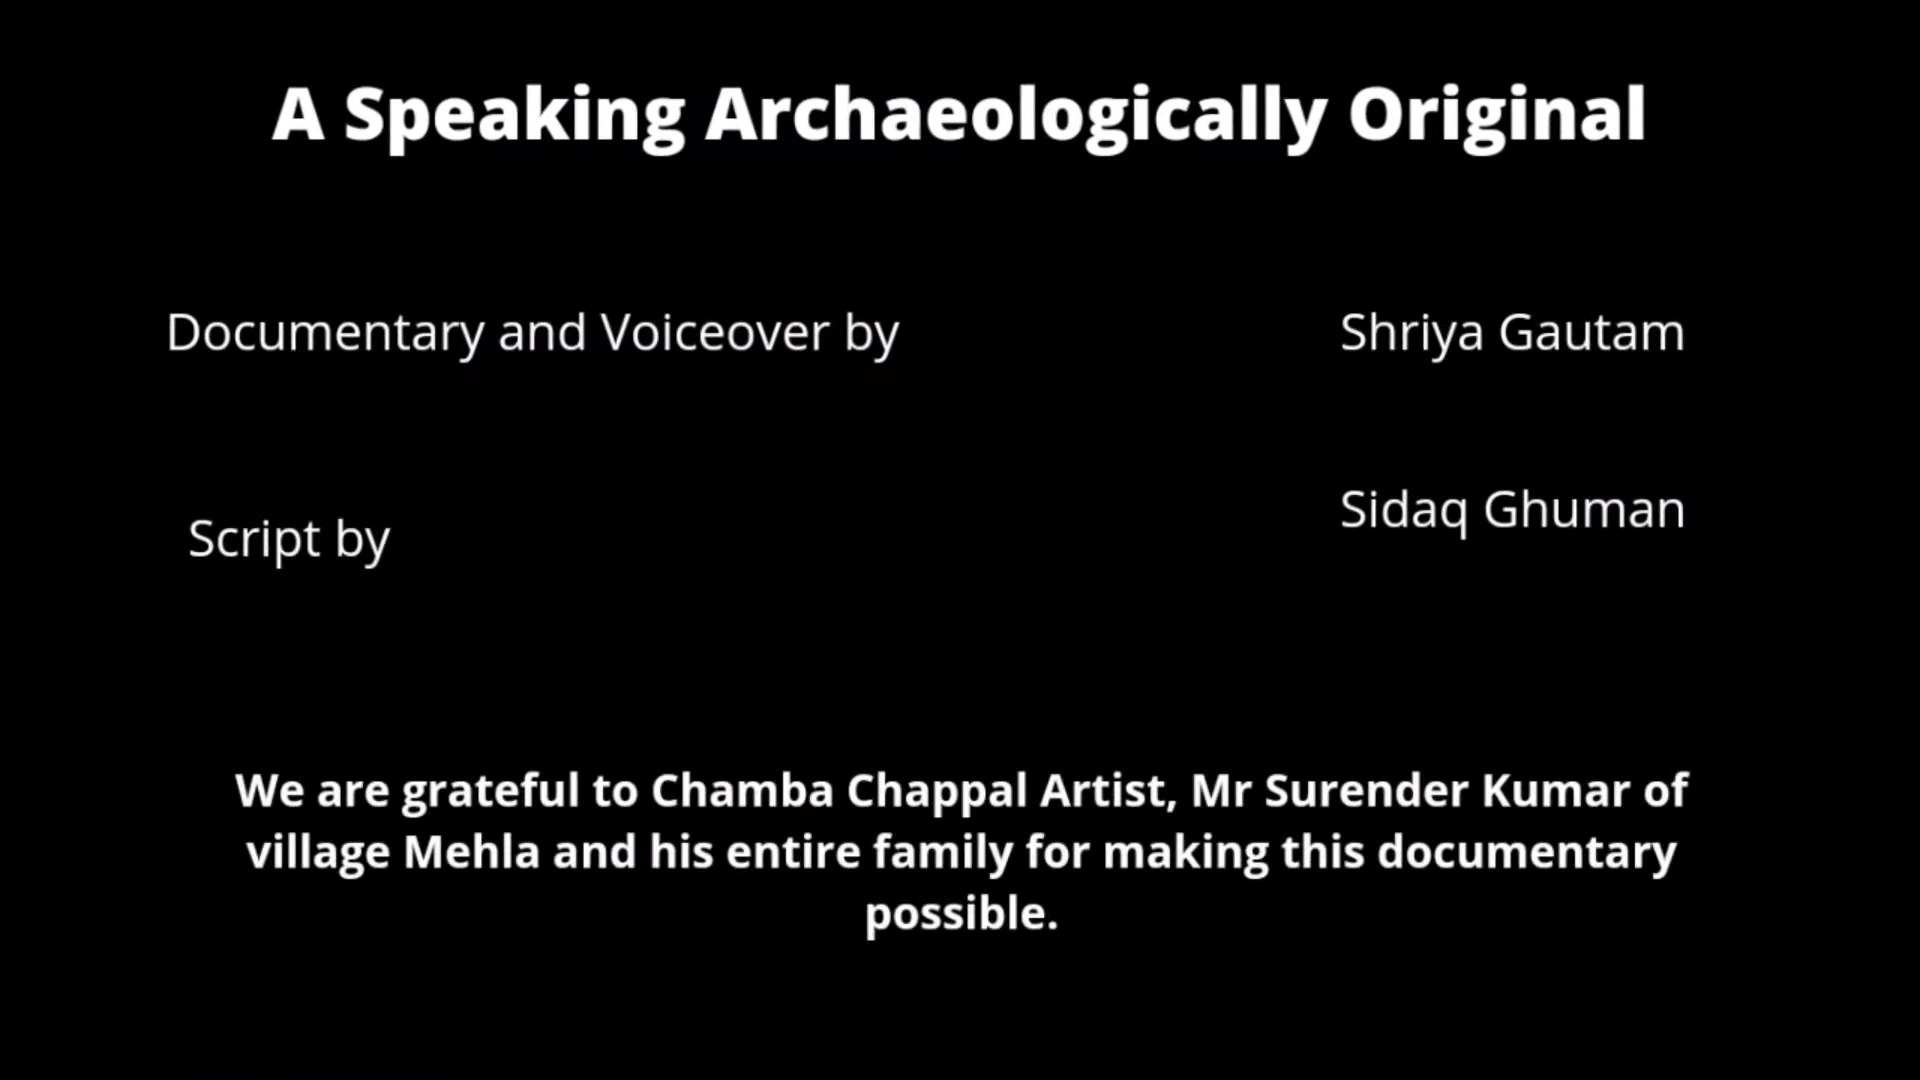 A Speaking Archaeologically Original
Documentary and Voiceover by
Shriya Gautam
Script by
Sidaq Ghuman
We are grateful to Chamba Chappal Artist, Mr Surender Kumar of
village Mehla and his entire family for making this documentary
possible.